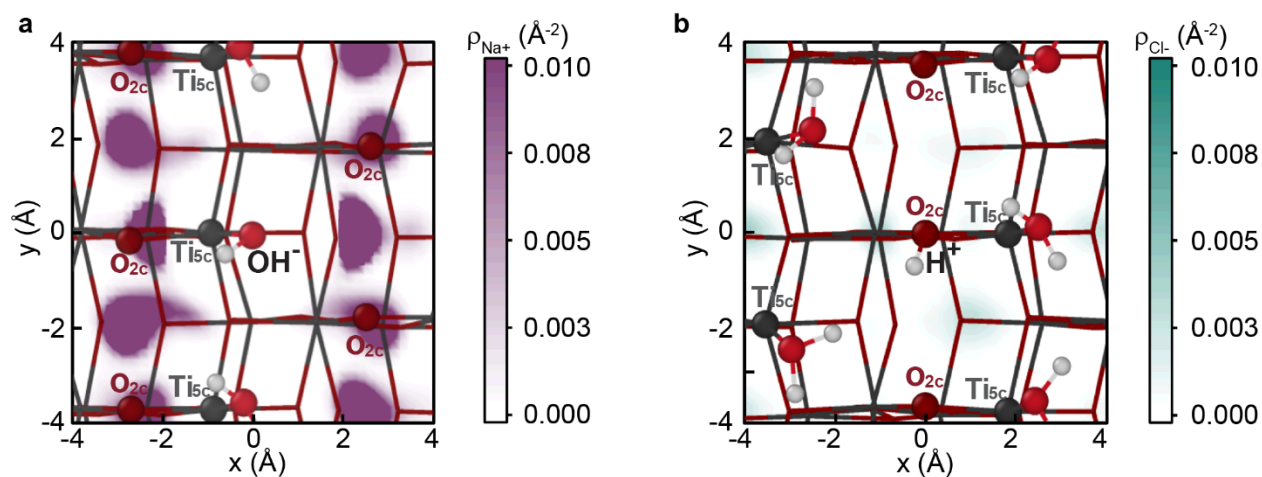 a
ρNa+ (Å-2)
4
2
0
-2
-4
y (Å)
-4
-2
0
2
4
x (Å)
O2c
Ti5c
O2c
O2c
Ti5c
OH-
O2c
O2c
Ti5c
0.010
0.008
0.005
0.003
0.000
b
ρCl- (Å-2)
4
2
0
-2
-4
y (Å)
-4
-2
0
2
4
x (Å)
O2c
Ti5c
Ti5c
O2c
Ti5c
H+
Ti5c
O2c
Ti5c
0.010
0.008
0.005
0.003
0.000